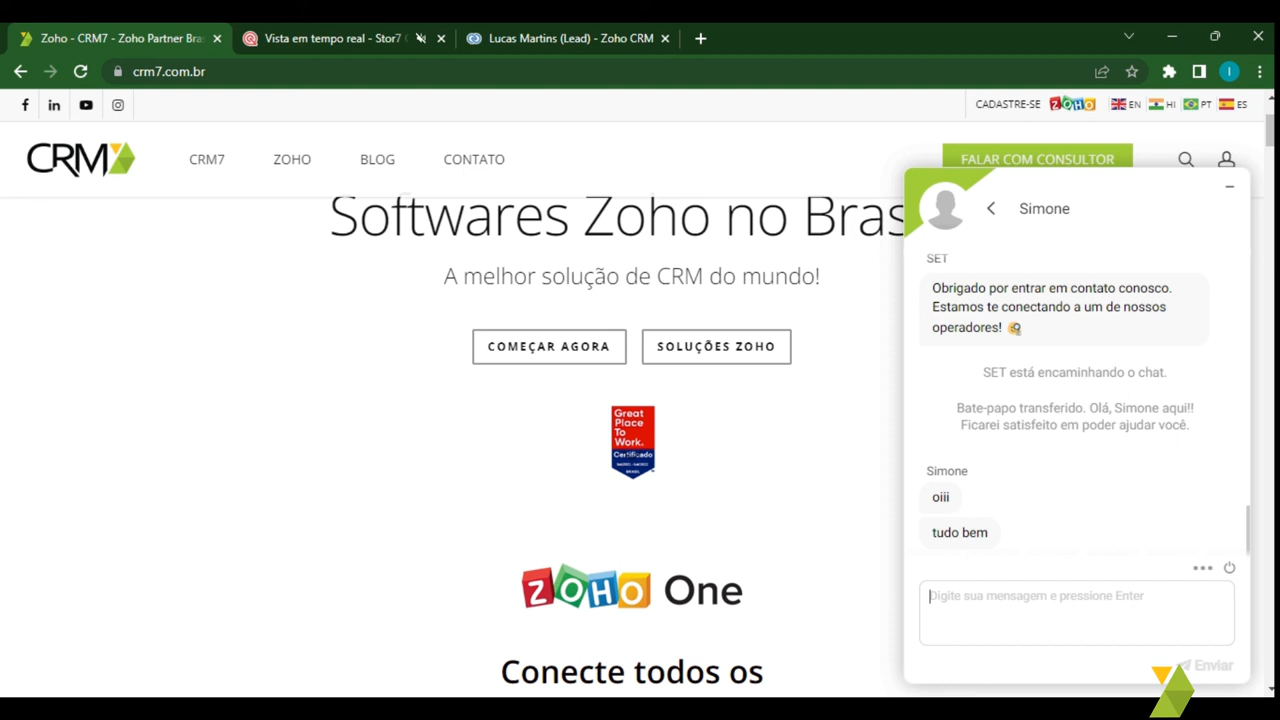 Zoho - CRM7 - Zoho Partner Bras
Vista em tempo real - Stor7
Lucas Martins (Lead) - Zoho CRM
crm7.com.br
I
CADASTRE-SE ZOHO EN HI PT ES
CRM7
CRM7 ZOHO BLOG CONTATO
FALAR COM CONSULTOR
Softwares Zoho no Bras
A melhor solução de CRM do mundo!
COMEÇAR AGORA
SOLUÇÕES ZOHO
Great
Place
To
Work.
Certificado
BRASIL
ZOHO One
Conecte todos os
Simone
SET
Obrigado por entrar em contato conosco.
Estamos te conectando a um de nossos
operadores!
SET está encaminhando o chat.
Bate-papo transferido. Olá, Simone aqui!!
Ficarei satisfeito em poder ajudar você.
Simone
oiii
tudo bem
Digite sua mensagem e pressione Enter
Enviar